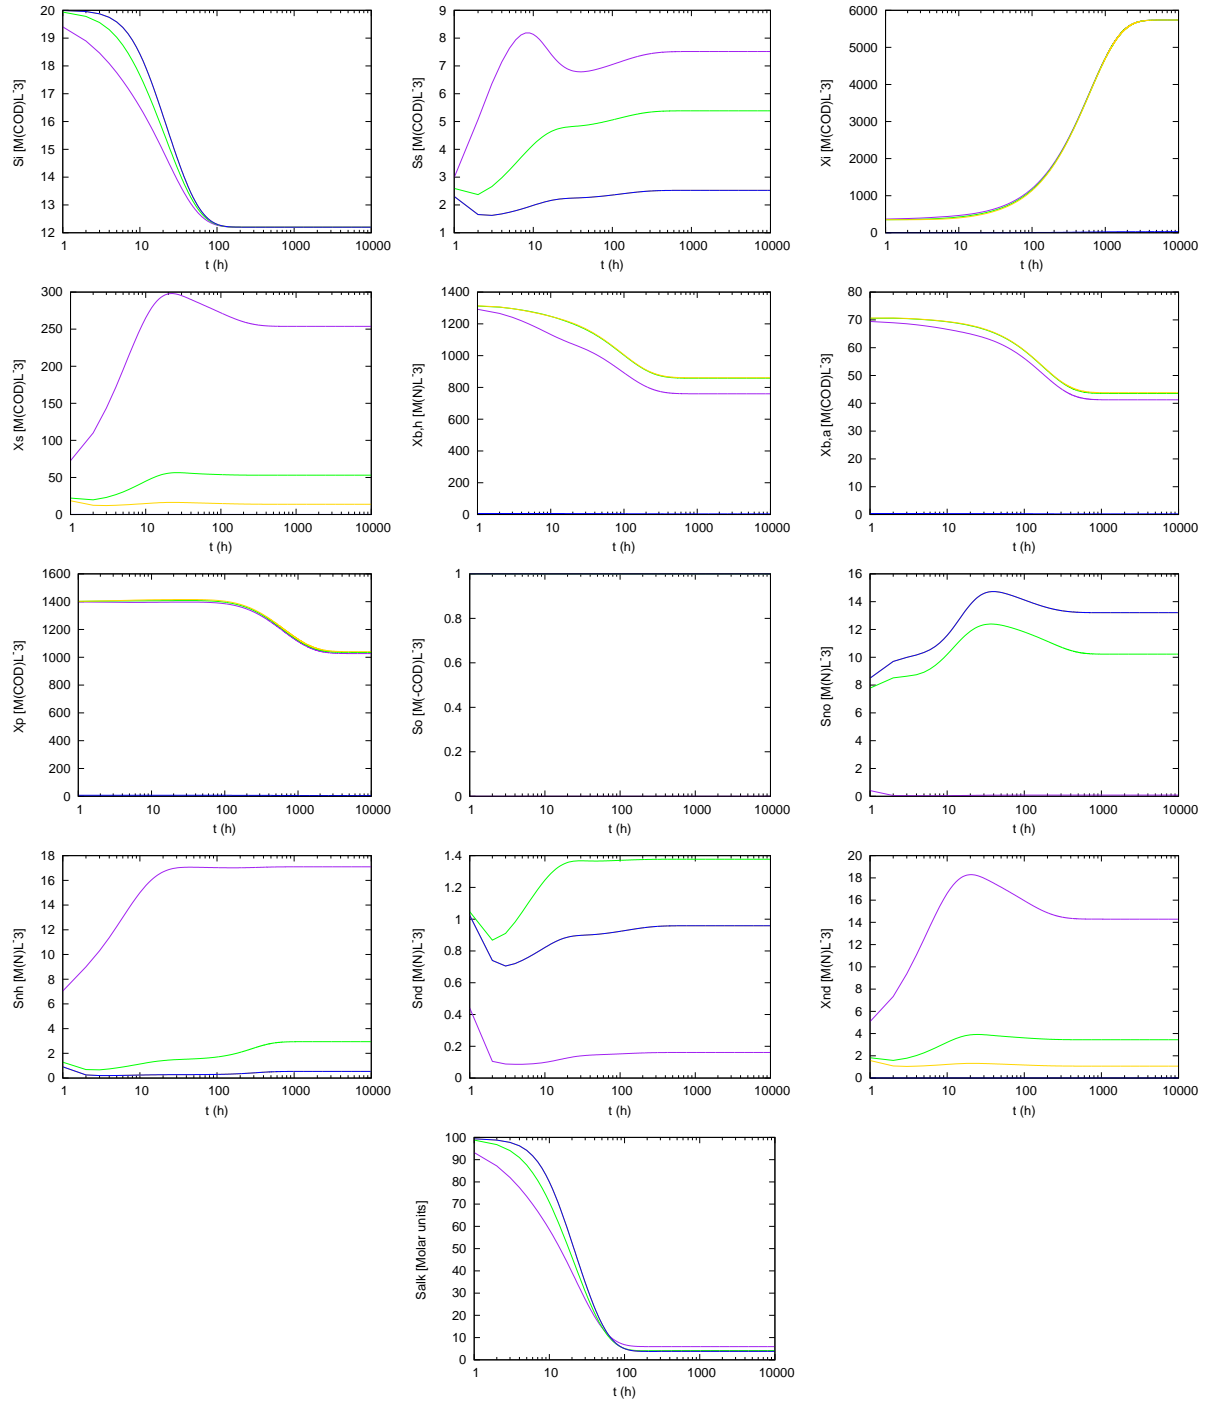 Si [M(COD)L-3]
20
19
18
17
16
15
14
13
12
1 10 100 1000 10000
t (h)
Ss [M(COD)L-3]
9
8
7
6
5
4
3
2
1
1 10 100 1000 10000
t (h)
Xi [M(COD)L-3]
6000
5000
4000
3000
2000
1000
0
1 10 100 1000 10000
t (h)
Xs [M(COD)L-3]
300
250
200
150
100
50
0
1 10 100 1000 10000
t (h)
Xb,h [M(N)L-3]
1400
1200
1000
800
600
400
200
0
1 10 100 1000 10000
t (h)
Xb,a [M(COD)L-3]
80
70
60
50
40
30
20
10
0
1 10 100 1000 10000
t (h)
Xp [M(COD)L-3]
1600
1400
1200
1000
800
600
400
200
0
1 10 100 1000 10000
t (h)
So [M(-COD)L-3]
1
0.8
0.6
0.4
0.2
0
1 10 100 1000 10000
t (h)
Sno [M(N)L-3]
16
14
12
10
8
6
4
2
0
1 10 100 1000 10000
t (h)
Snh [M(N)L-3]
18
16
14
12
10
8
6
4
2
0
1 10 100 1000 10000
t (h)
Snd [M(N)L-3]
1.4
1.2
1
0.8
0.6
0.4
0.2
0
1 10 100 1000 10000
t (h)
Xnd [M(N)L-3]
20
18
16
14
12
10
8
6
4
2
0
1 10 100 1000 10000
t (h)
Salk [Molar units]
100
90
80
70
60
50
40
30
20
10
0
1 10 100 1000 10000
t (h)